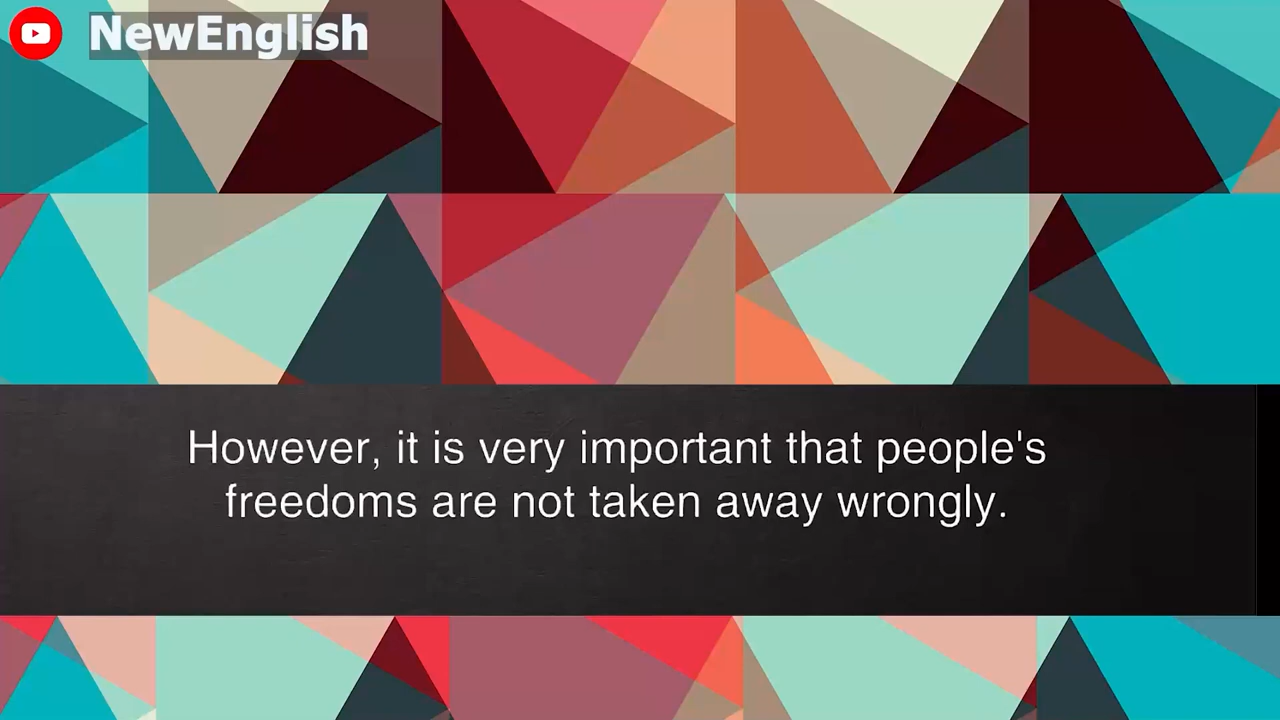 NewEnglish
However, it is very important that people's
freedoms are not taken away wrongly.